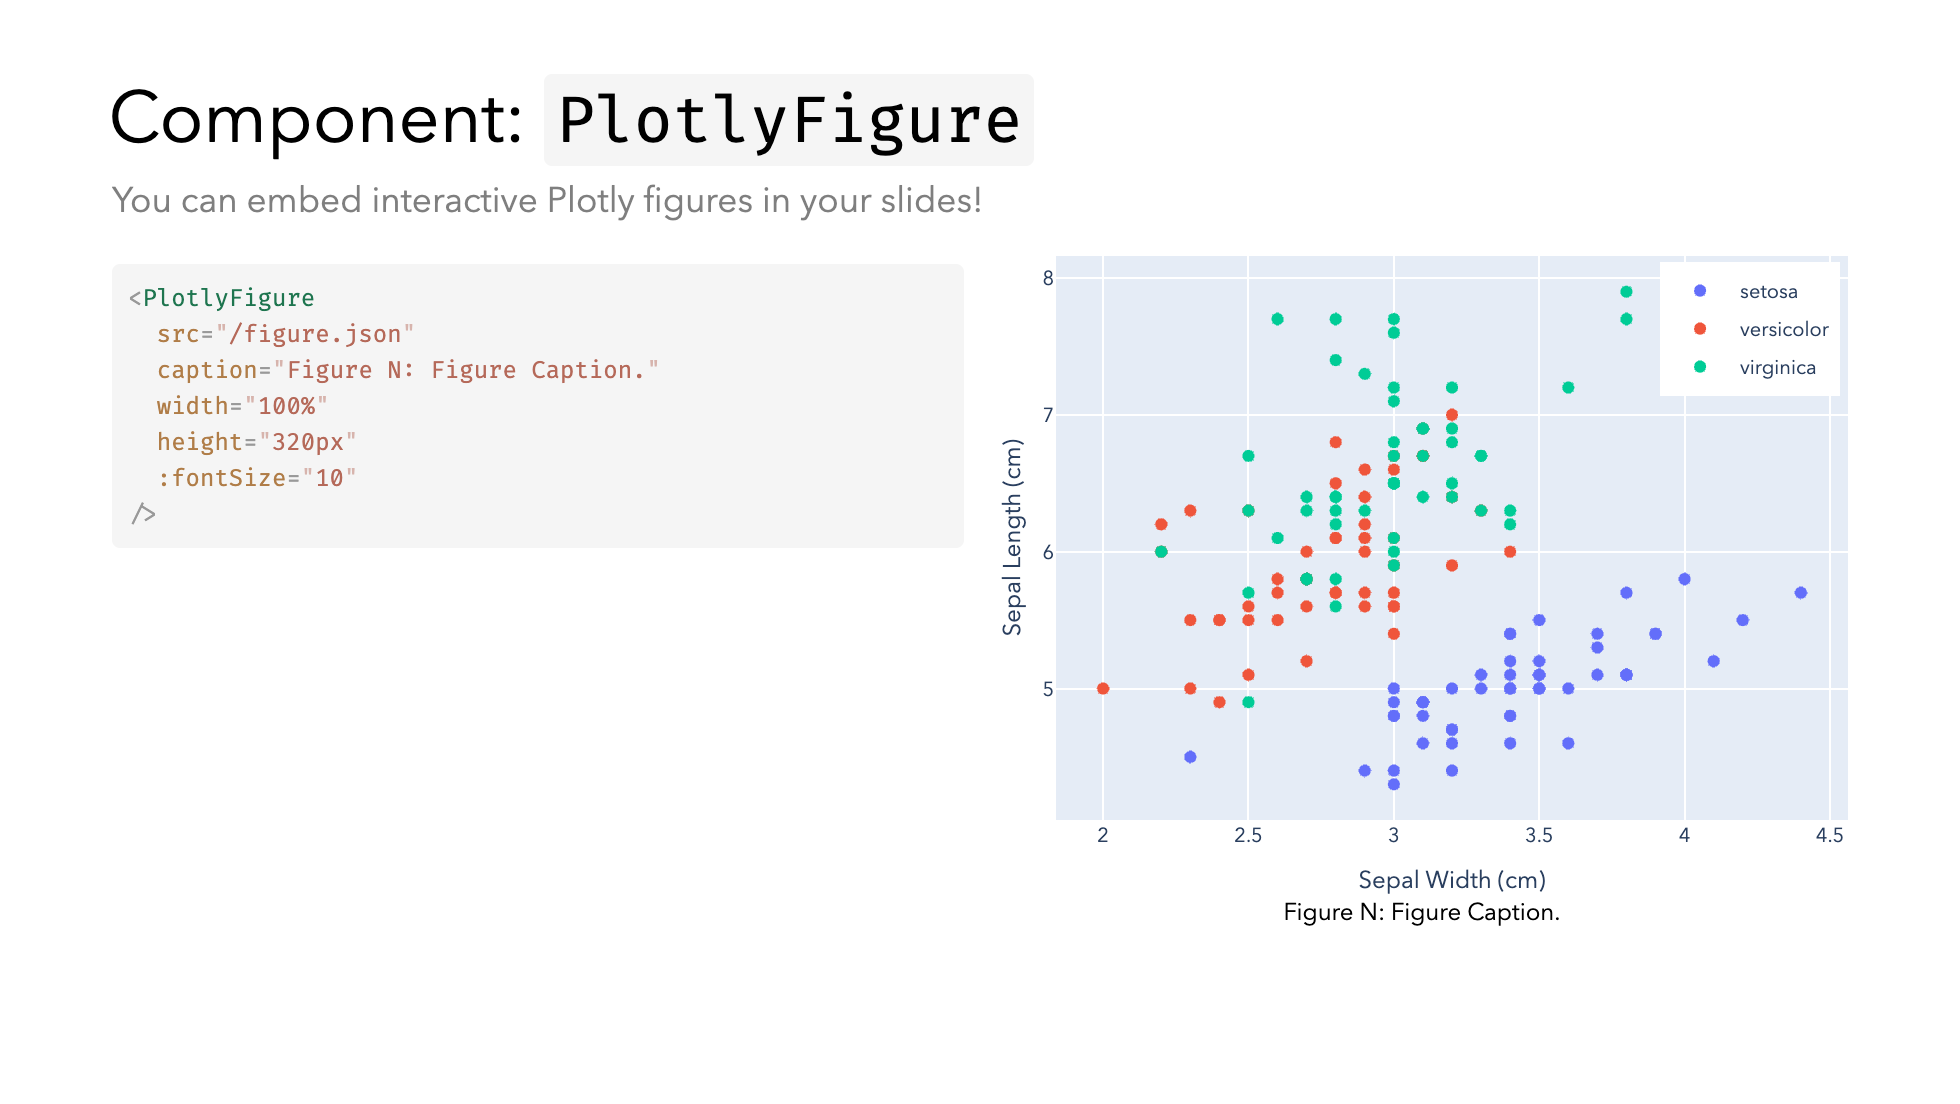 Component: PlotlyFigure
You can embed interactive Plotly figures in your slides!
<PlotlyFigure
  src="/figure.json"
  caption="Figure N: Figure Caption."
  width="100%"
  height="320px"
  :fontSize="10"
/>
8
7
6
5
Sepal Length (cm)
setosa
versicolor
virginica
2 2.5 3 3.5 4 4.5
Sepal Width (cm)
Figure N: Figure Caption.